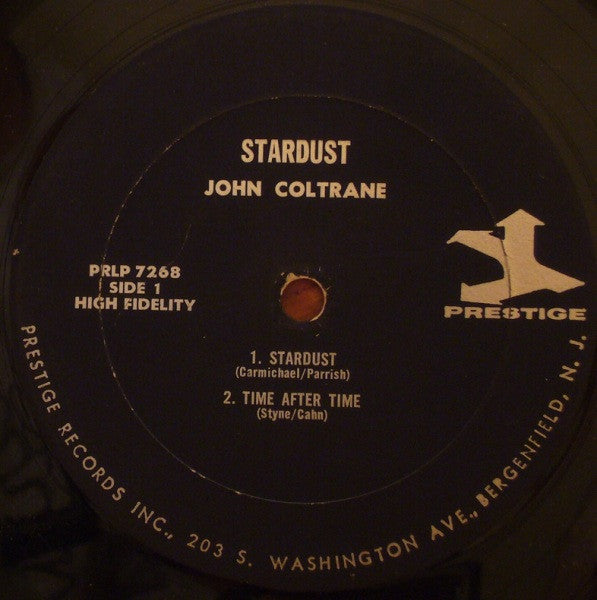 STARDUST
JOHN COLTRANE
PRLP 7268
SIDE 1
HIGH FIDELITY
PRESTIGE
1. STARDUST
(Carmichael/Parrish)
2. TIME AFTER TIME
(Styne/Cahn)
PRESTIGE RECORDS INC., 203 S. WASHINGTON AVE., BERGENFIELD, N. J.